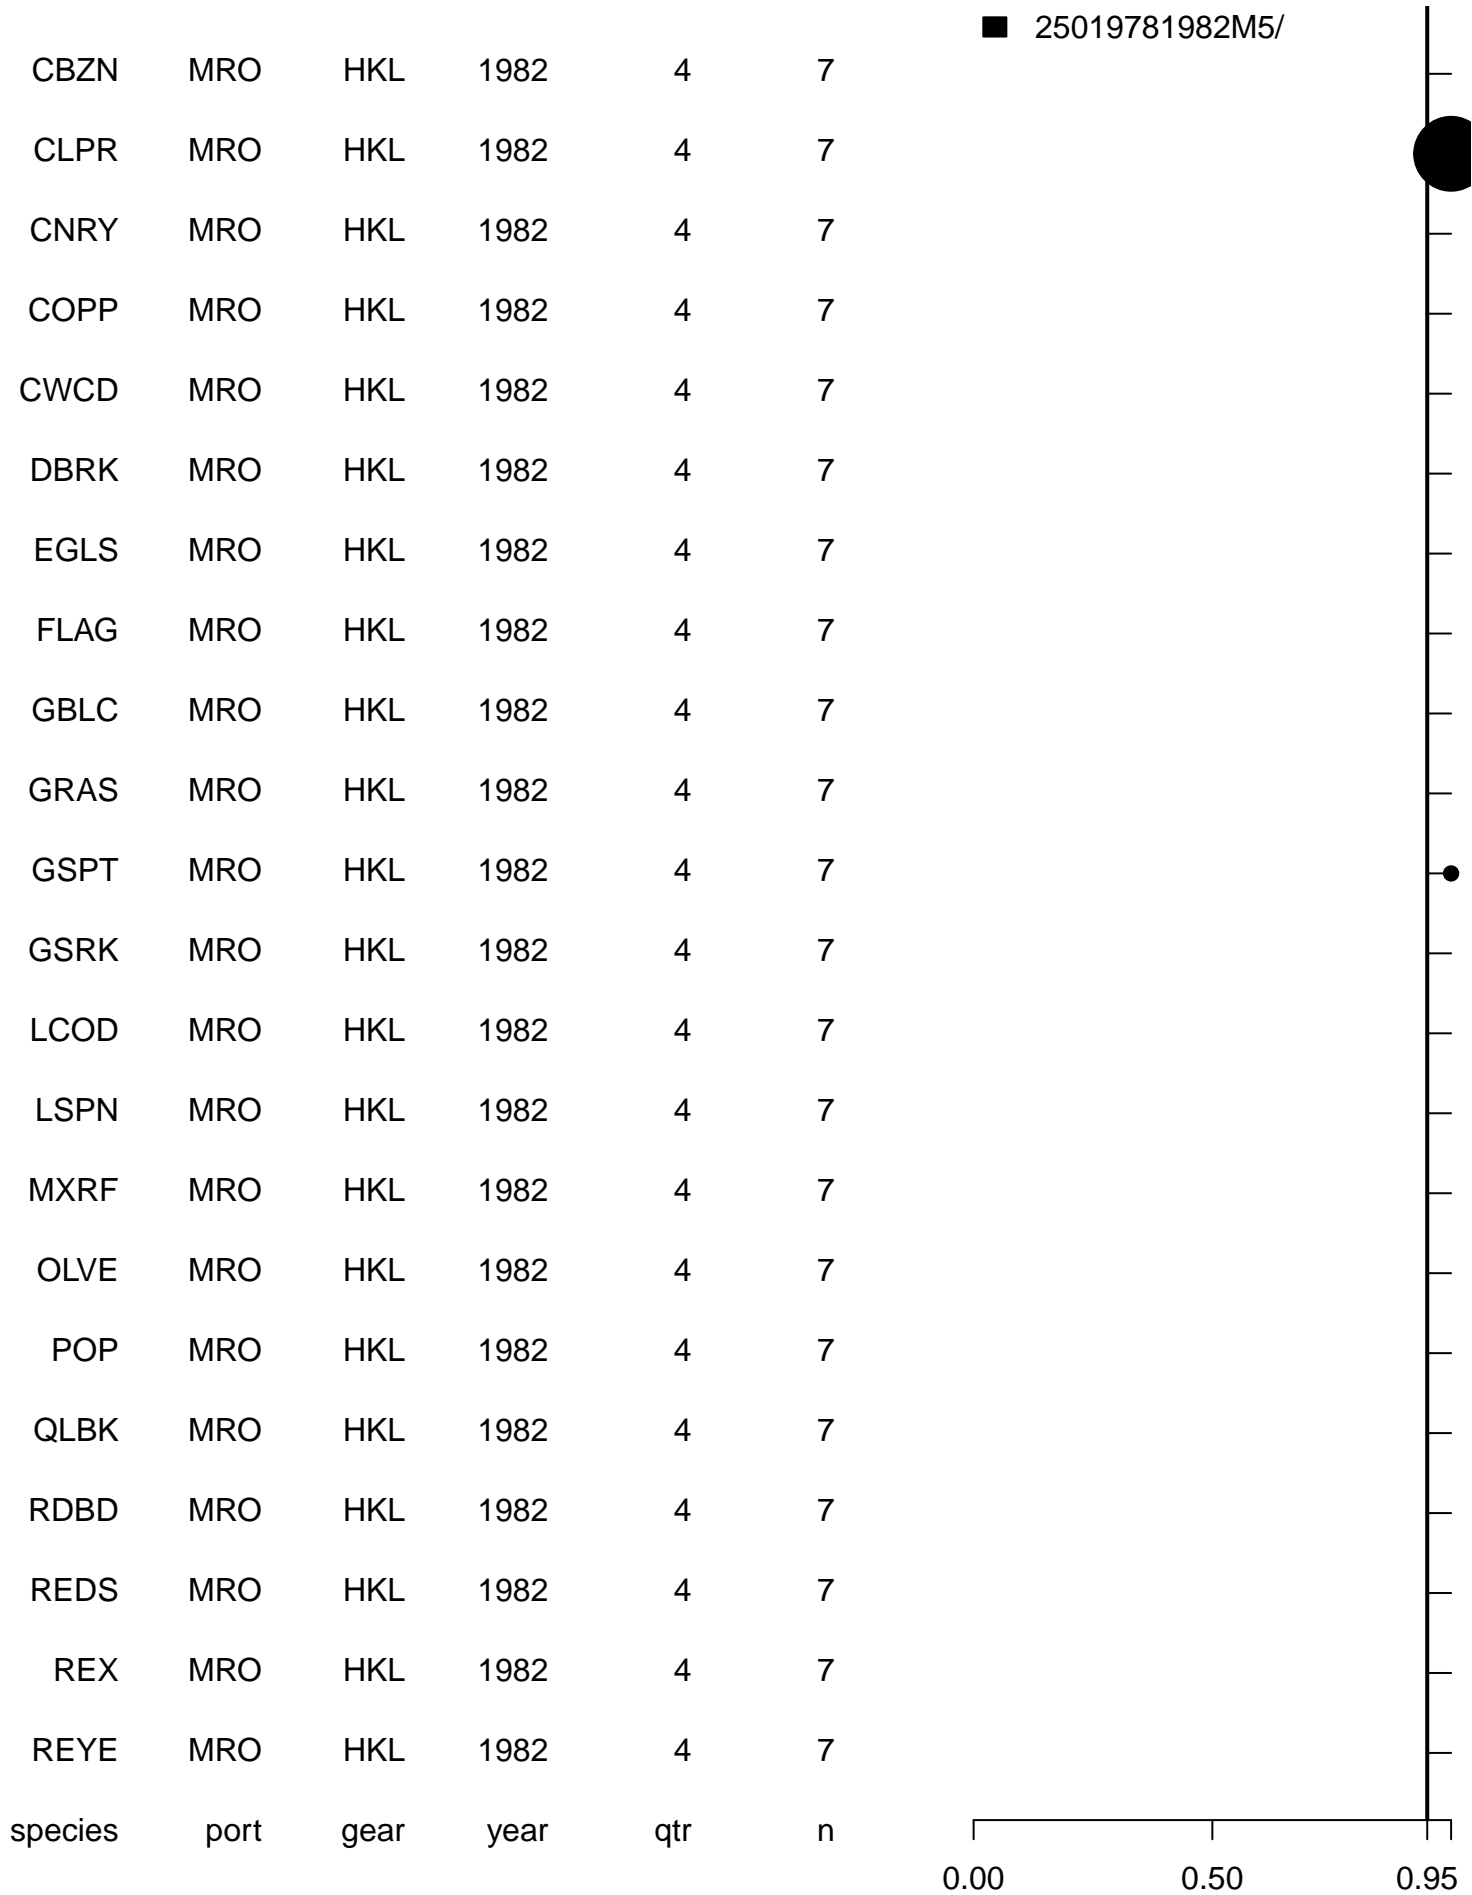 25019781982M5/
CBZN MRO HKL 1982 4 7
CLPR MRO HKL 1982 4 7
CNRY MRO HKL 1982 4 7
COPP MRO HKL 1982 4 7
CWCD MRO HKL 1982 4 7
DBRK MRO HKL 1982 4 7
EGLS MRO HKL 1982 4 7
FLAG MRO HKL 1982 4 7
GBLC MRO HKL 1982 4 7
GRAS MRO HKL 1982 4 7
GSPT MRO HKL 1982 4 7
GSRK MRO HKL 1982 4 7
LCOD MRO HKL 1982 4 7
LSPN MRO HKL 1982 4 7
MXRF MRO HKL 1982 4 7
OLVE MRO HKL 1982 4 7
POP MRO HKL 1982 4 7
QLBK MRO HKL 1982 4 7
RDBD MRO HKL 1982 4 7
REDS MRO HKL 1982 4 7
REX MRO HKL 1982 4 7
REYE MRO HKL 1982 4 7
species port gear year qtr n
0.00 0.50 0.95